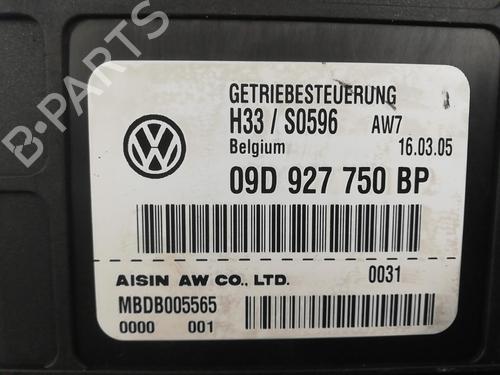 B-PARTS
GETRIEBESTEUERUNG
H33 / S0596 AW7
Belgium 16.03.05
09D 927 750 BP
AISIN AW CO., LTD. 0031
MBDB005565
0000 001